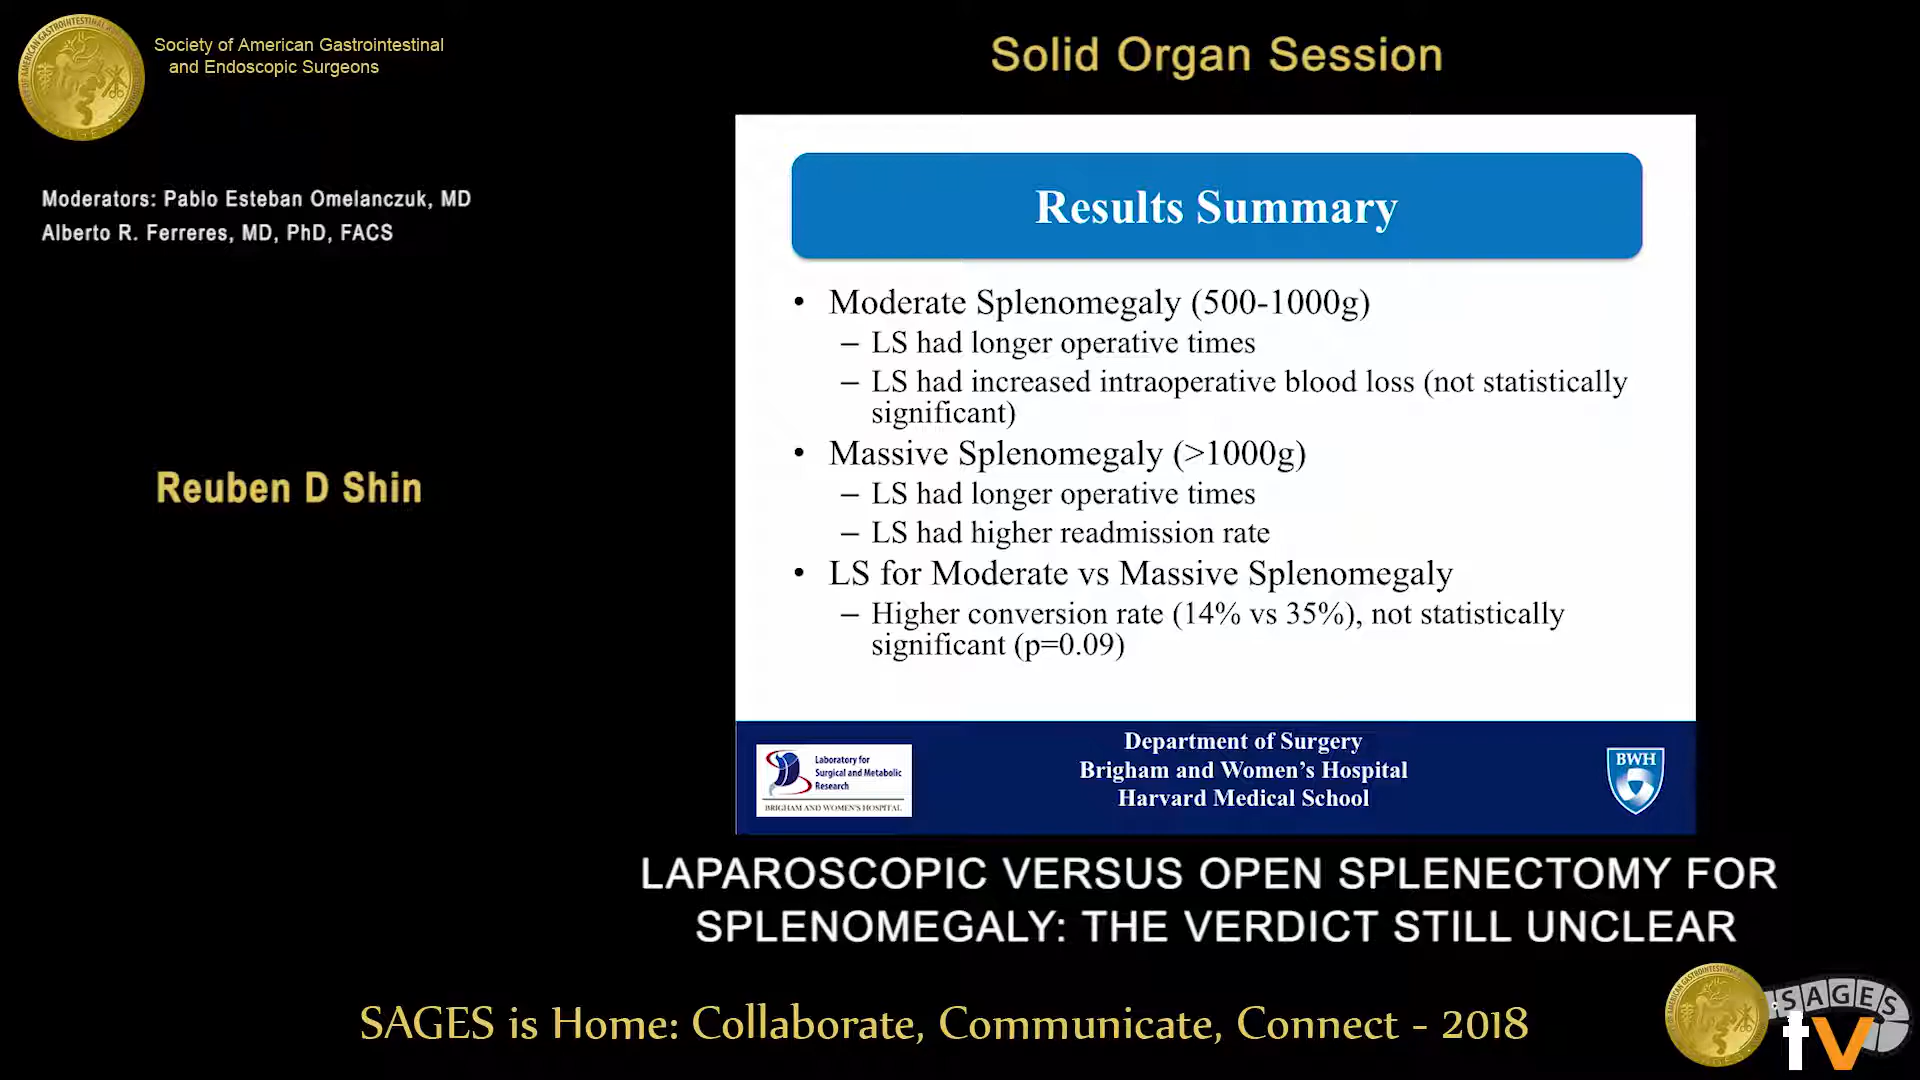 Society of American Gastrointestinal
and Endoscopic Surgeons
Solid Organ Session
Moderators: Pablo Esteban Omelanczuk, MD
Alberto R. Ferreres, MD, PhD, FACS
Reuben D Shin
Results Summary
• Moderate Splenomegaly (500-1000g)
– LS had longer operative times
– LS had increased intraoperative blood loss (not statistically
significant)
• Massive Splenomegaly (>1000g)
– LS had longer operative times
– LS had higher readmission rate
• LS for Moderate vs Massive Splenomegaly
– Higher conversion rate (14% vs 35%), not statistically
significant (p=0.09)
Laboratory for
Surgical and Metabolic
Research
BRIGHAM AND WOMEN'S HOSPITAL
Department of Surgery
Brigham and Women's Hospital
Harvard Medical School
BWH
LAPAROSCOPIC VERSUS OPEN SPLENECTOMY FOR
SPLENOMEGALY: THE VERDICT STILL UNCLEAR
SAGES is Home: Collaborate, Communicate, Connect - 2018
SAGES
tv